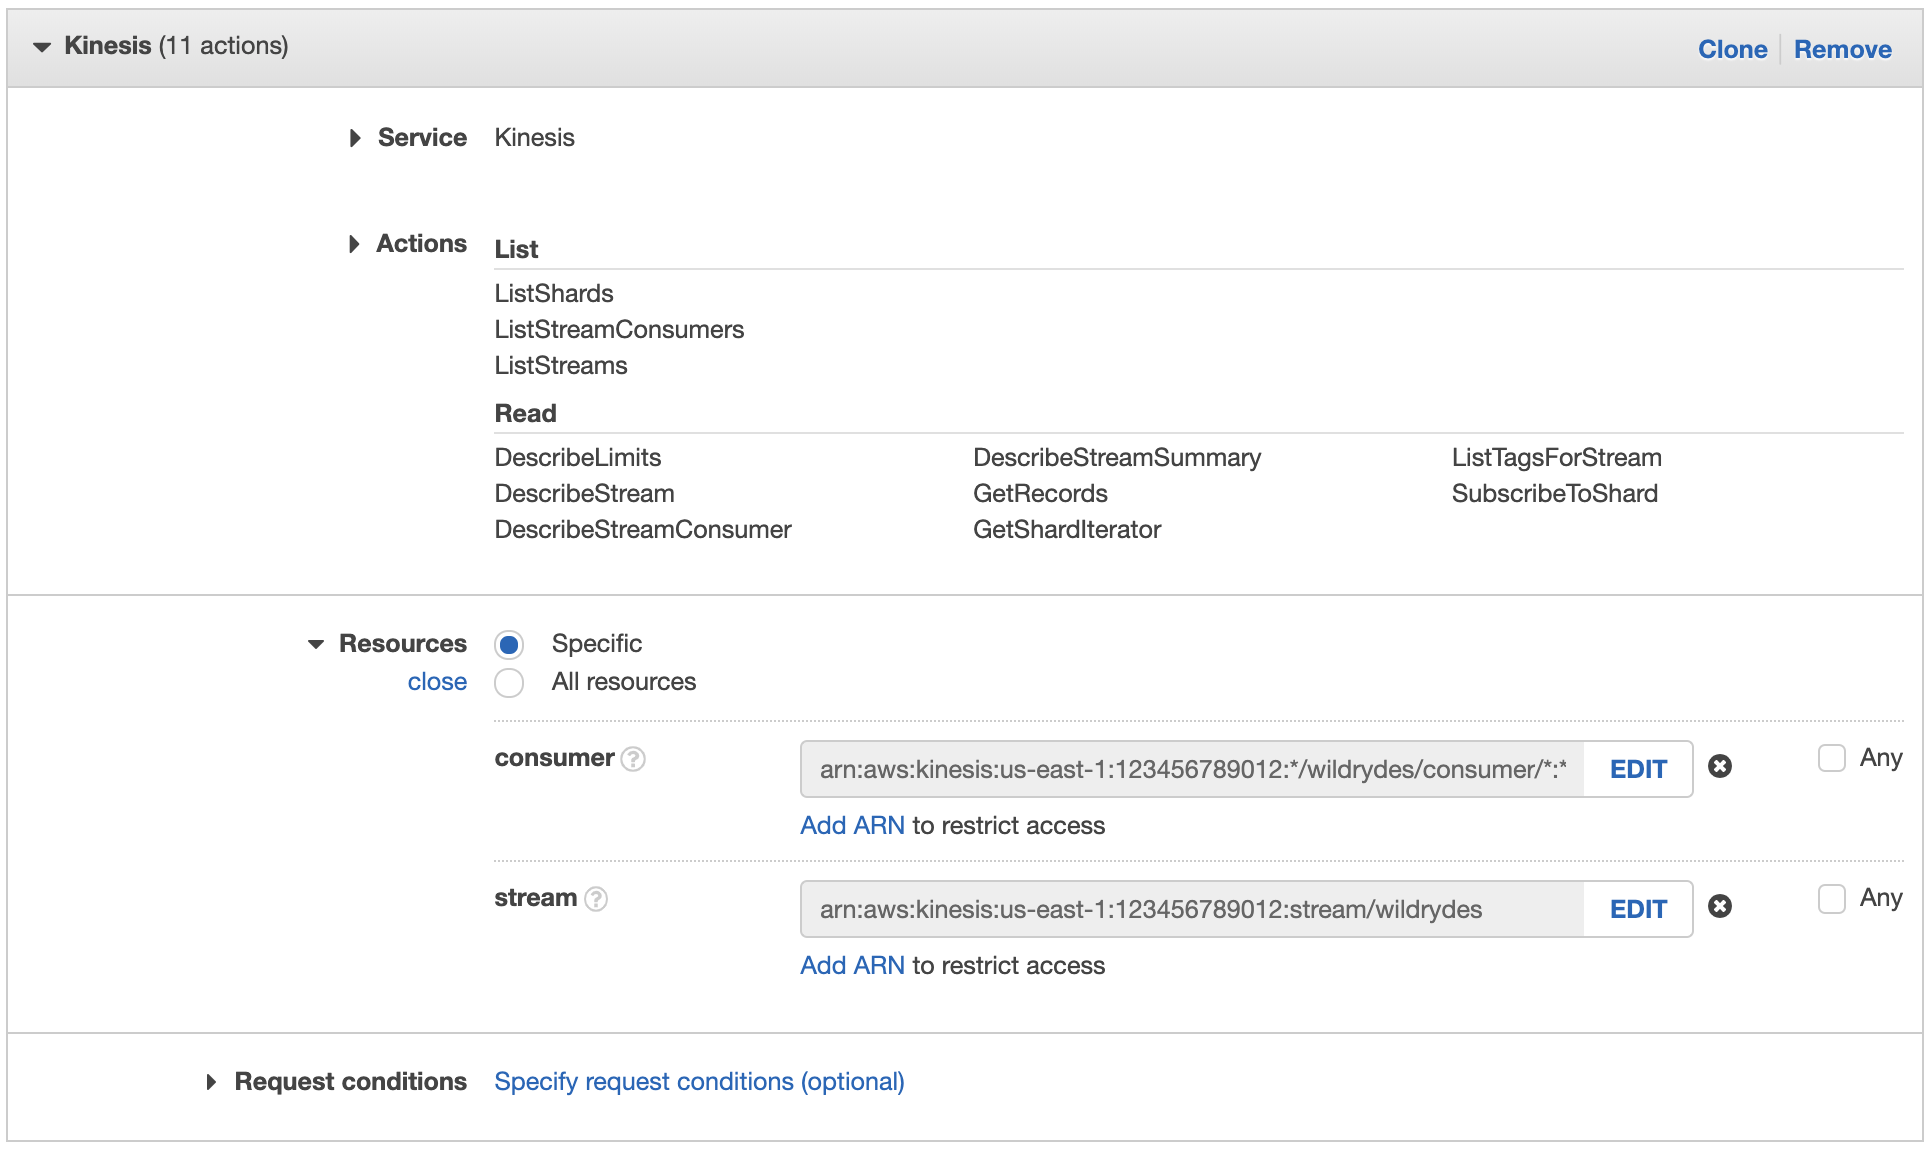 Kinesis (11 actions)
Clone Remove
Service Kinesis
Actions List
ListShards
ListStreamConsumers
ListStreams
Read
DescribeLimits DescribeStreamSummary ListTagsForStream
DescribeStream GetRecords SubscribeToShard
DescribeStreamConsumer GetShardIterator
Resources Specific
close All resources
consumer ? arn:aws:kinesis:us-east-1:123456789012:*/wildrydes/consumer/*:* EDIT Any
Add ARN to restrict access
stream ? arn:aws:kinesis:us-east-1:123456789012:stream/wildrydes EDIT Any
Add ARN to restrict access
Request conditions Specify request conditions (optional)